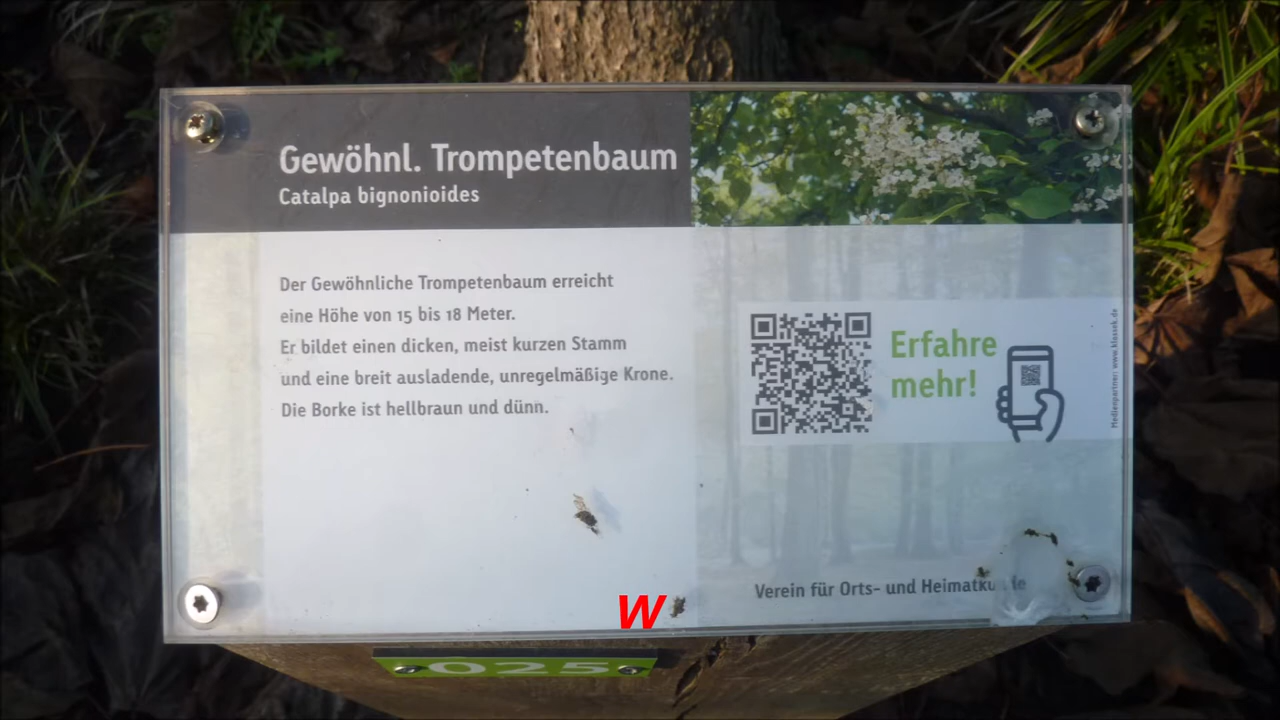 Gewöhnl. Trompetenbaum
Catalpa bignonioides
Der Gewöhnliche Trompetenbaum erreicht
eine Höhe von 15 bis 18 Meter.
Er bildet einen dicken, meist kurzen Stamm
und eine breit ausladende, unregelmäßige Krone.
Die Borke ist hellbraun und dünn.
Erfahre
mehr!
Medienpartner: www.klassek.de
Verein für Orts- und Heimatkunde
W
025